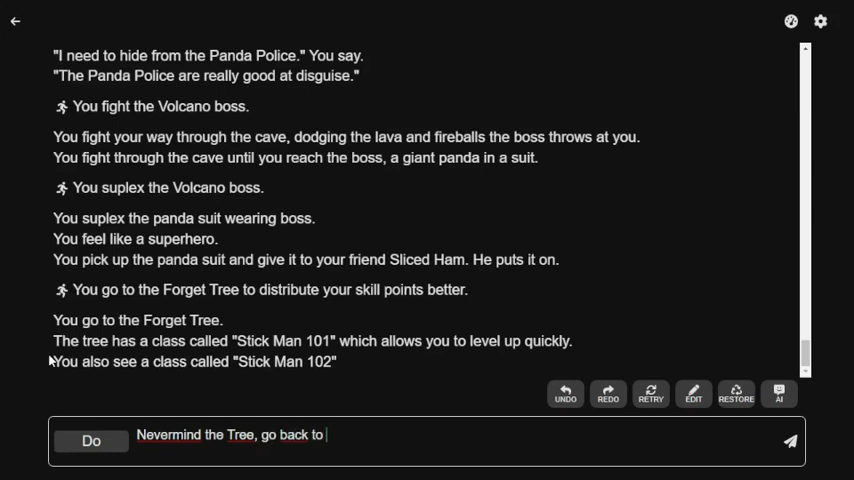 "I need to hide from the Panda Police." You say.
"The Panda Police are really good at disguise."
You fight the Volcano boss.
You fight your way through the cave, dodging the lava and fireballs the boss throws at you.
You fight through the cave until you reach the boss, a giant panda in a suit.
You suplex the Volcano boss.
You suplex the panda suit wearing boss.
You feel like a superhero.
You pick up the panda suit and give it to your friend Sliced Ham. He puts it on.
You go to the Forget Tree to distribute your skill points better.
You go to the Forget Tree.
The tree has a class called "Stick Man 101" which allows you to level up quickly.
You also see a class called "Stick Man 102"
UNDO REDO RETRY EDIT RESTORE AI
Do Nevermind the Tree, go back to